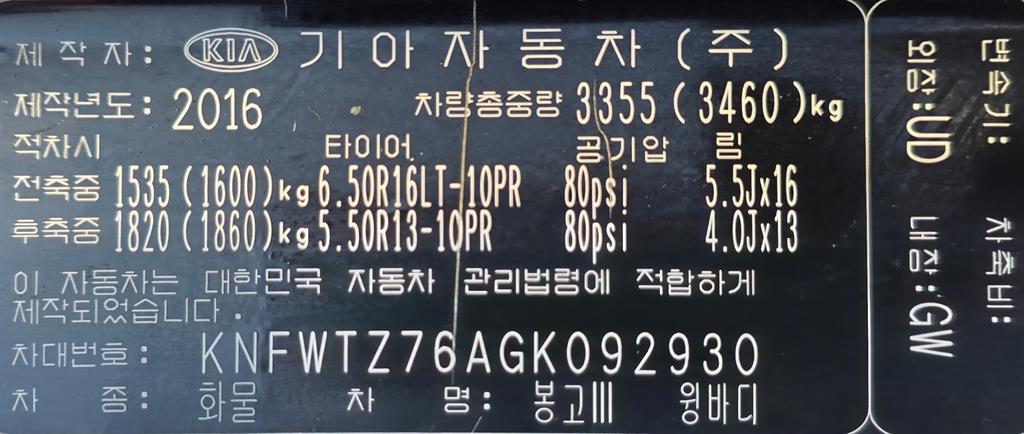 제작자: KIA 기아자동차(주)
제작년도: 2016 차량총중량 3355(3460)kg
적차시 타이어 공기압 림
전축중 1535(1600)kg 6.50R16LT-10PR 80psi 5.5Jx16
후축중 1820(1860)kg 5.50R13-10PR 80psi 4.0Jx13
이 자동차는 대한민국 자동차 관리법령에 적합하게
제작되었습니다.
차대번호: KNFWTZ76AGK092930
차 종: 화물 차 명: 봉고III 윙바디
변속기: 차축비:
외장:UD 내장:GW